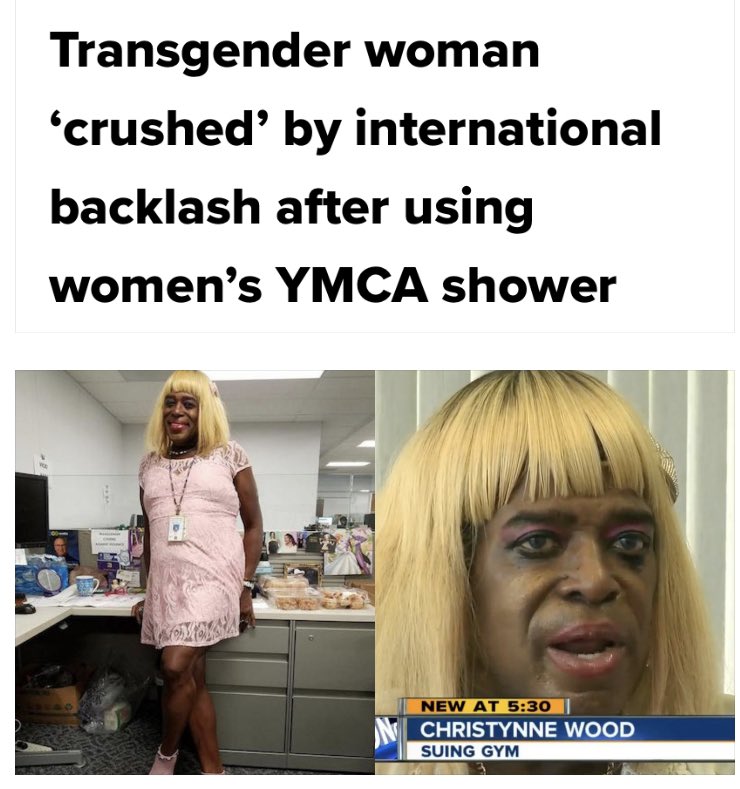 Transgender woman
‘crushed’ by international
backlash after using
women’s YMCA shower
NEW AT 5:30
CHRISTYNNE WOOD
SUING GYM